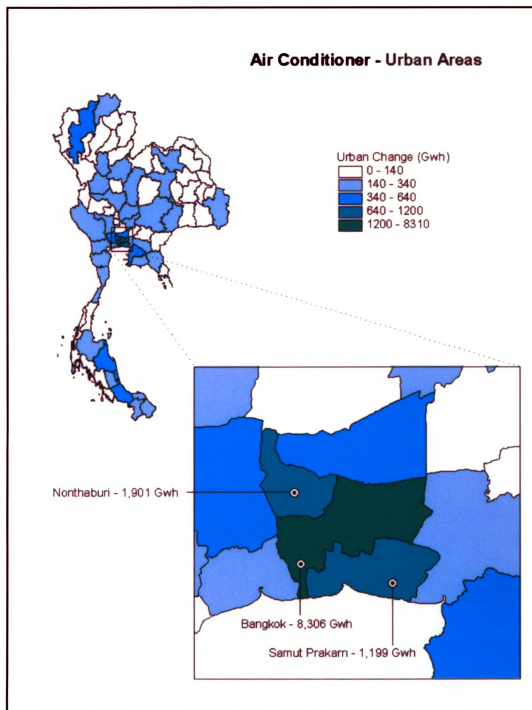 Air Conditioner - Urban Areas
Urban Change (Gwh)
0 - 140
140 - 340
340 - 640
640 - 1200
1200 - 8310
Nonthaburi - 1,901 Gwh
Bangkok - 8,306 Gwh
Samut Prakarn - 1,199 Gwh